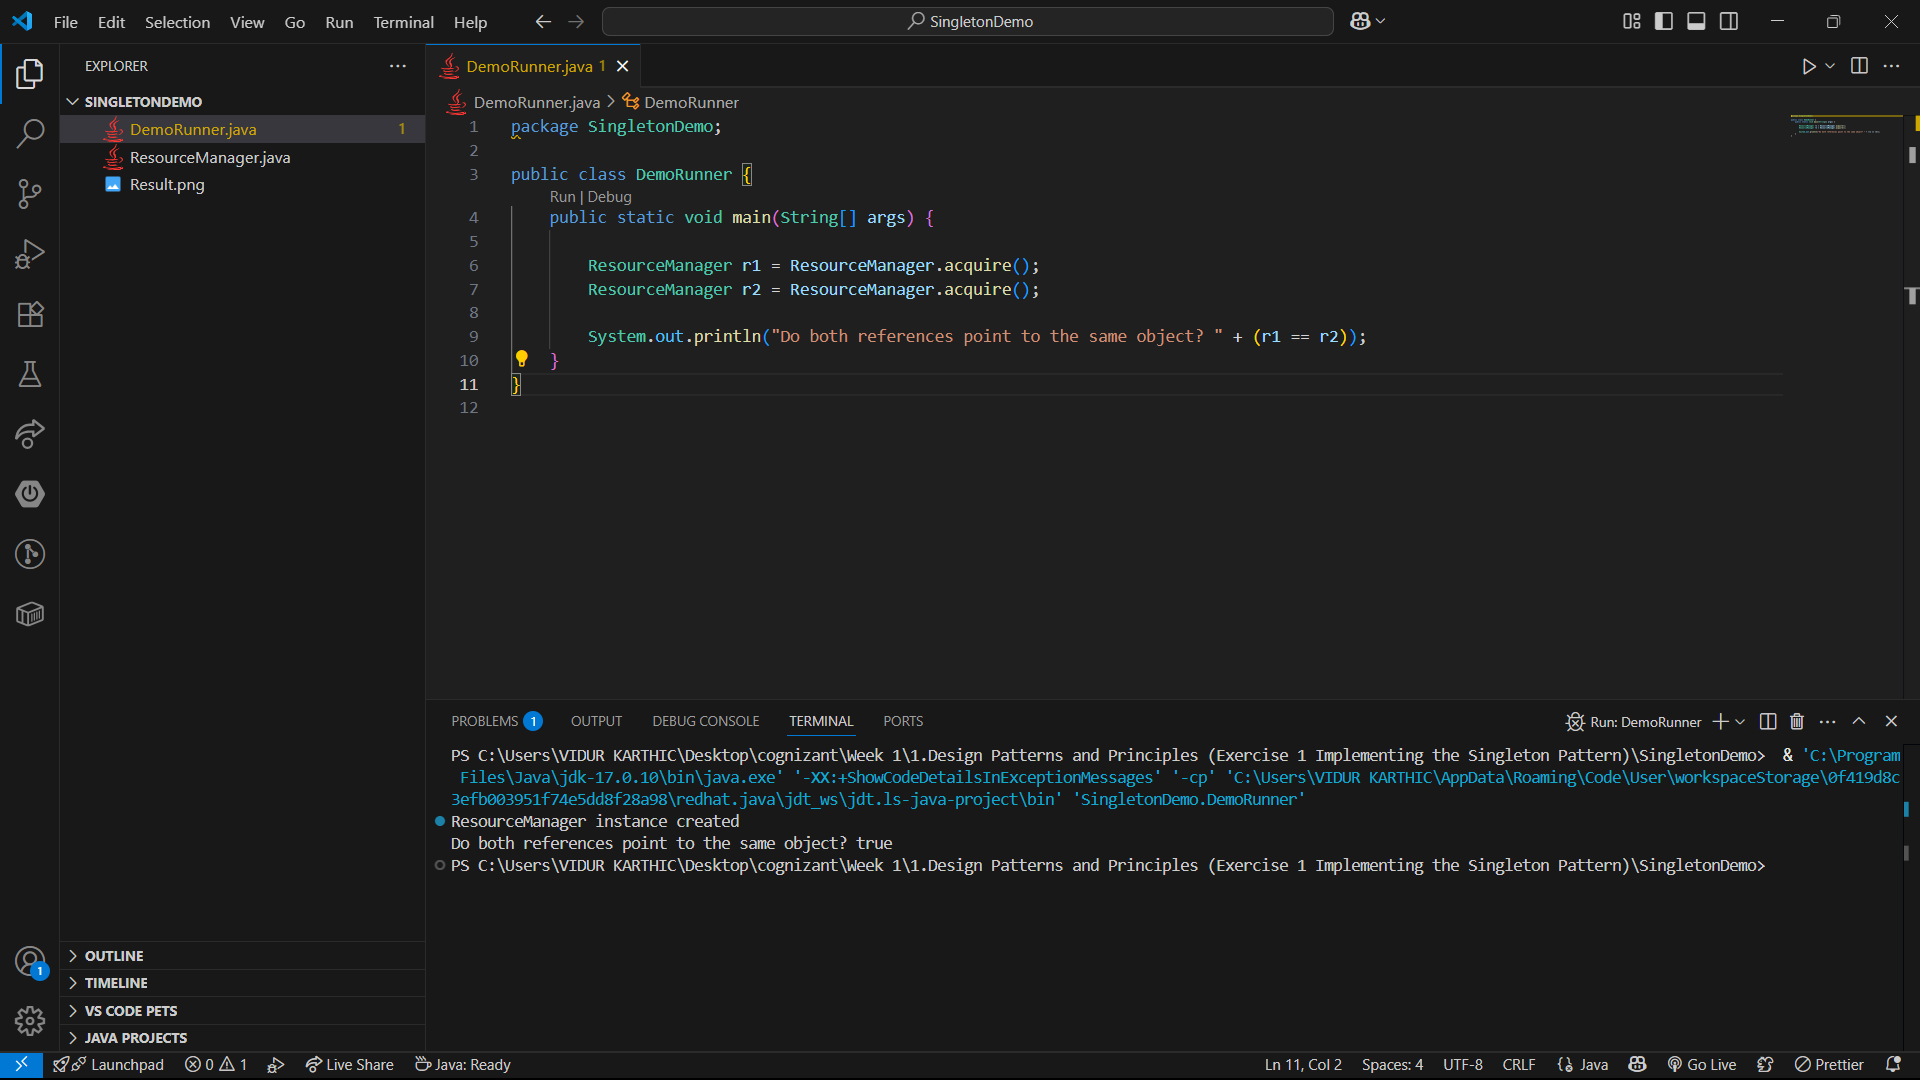 File Edit Selection View Go Run Terminal Help
SingletonDemo
EXPLORER
SINGLETONDEMO
DemoRunner.java 1
ResourceManager.java
Result.png
DemoRunner.java 1
DemoRunner.java > DemoRunner
1 package SingletonDemo;
2
3 public class DemoRunner {
Run | Debug
4 public static void main(String[] args) {
5
6 ResourceManager r1 = ResourceManager.acquire();
7 ResourceManager r2 = ResourceManager.acquire();
8
9 System.out.println("Do both references point to the same object? " + (r1 == r2));
10 }
11 }
12
PROBLEMS 1 OUTPUT DEBUG CONSOLE TERMINAL PORTS
Run: DemoRunner
PS C:\Users\VIDUR KARTHIC\Desktop\cognizant\Week 1\1.Design Patterns and Principles (Exercise 1 Implementing the Singleton Pattern)\SingletonDemo> & 'C:\Program
Files\Java\jdk-17.0.10\bin\java.exe' '-XX:+ShowCodeDetailsInExceptionMessages' '-cp' 'C:\Users\VIDUR KARTHIC\AppData\Roaming\Code\User\workspaceStorage\0f419d8c
3efb003951f74e5dd8f28a98\redhat.java\jdt_ws\jdt.ls-java-project\bin' 'SingletonDemo.DemoRunner'
ResourceManager instance created
Do both references point to the same object? true
PS C:\Users\VIDUR KARTHIC\Desktop\cognizant\Week 1\1.Design Patterns and Principles (Exercise 1 Implementing the Singleton Pattern)\SingletonDemo>
OUTLINE
TIMELINE
VS CODE PETS
JAVA PROJECTS
1
Launchpad 0 1 Live Share Java: Ready
Ln 11, Col 2 Spaces: 4 UTF-8 CRLF Java Go Live Prettier